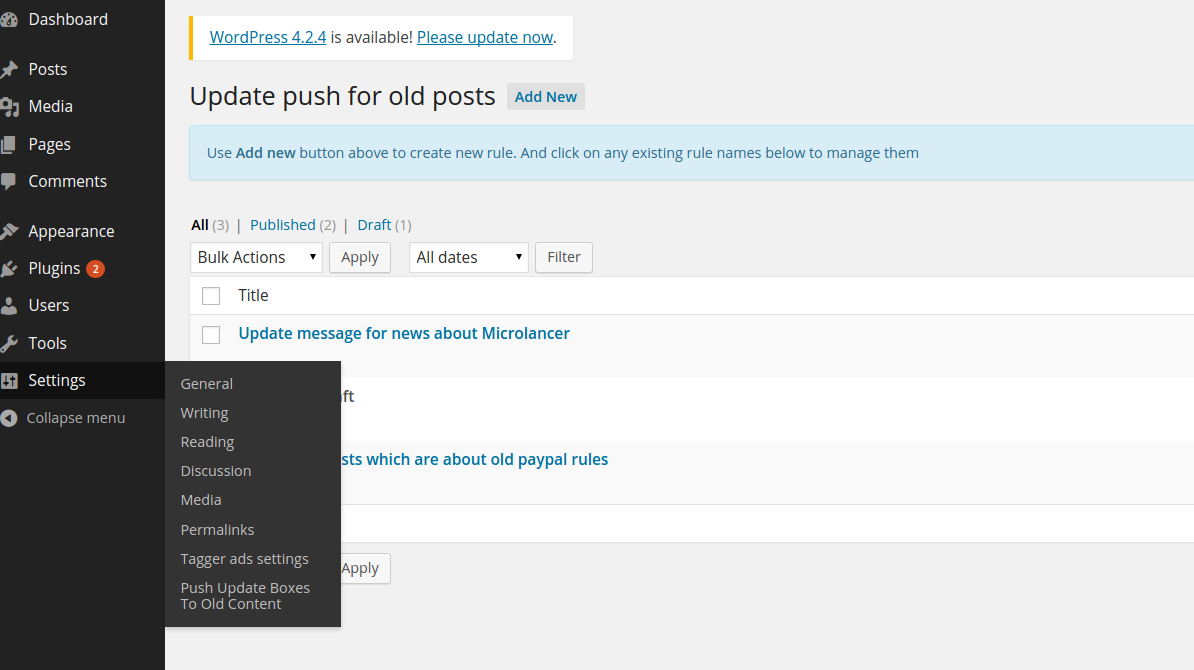 Dashboard
Posts
Media
Pages
Comments
Appearance
Plugins 2
Users
Tools
Settings
Collapse menu
General
Writing
Reading
Discussion
Media
Permalinks
Tagger ads settings
Push Update Boxes
To Old Content
WordPress 4.2.4 is available! Please update now.
Update push for old posts Add New
Use Add new button above to create new rule. And click on any existing rule names below to manage them
All (3) | Published (2) | Draft (1)
Bulk Actions Apply All dates Filter
Title
Update message for news about Microlancer
which are about old paypal rules
Apply